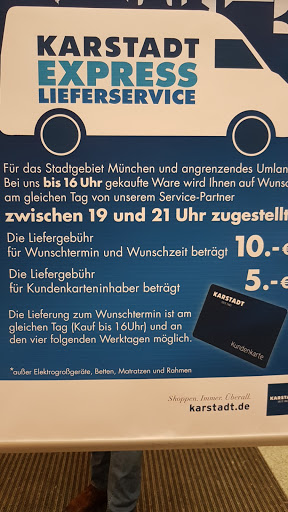 KARSTADT
EXPRESS
LIEFERSERVICE
Für das Stadtgebiet München und angrenzendes Umlan
Bei uns bis 16 Uhr gekaufte Ware wird Ihnen auf Wunsc
am gleichen Tag von unserem Service-Partner
zwischen 19 und 21 Uhr zugestellt
Die Liefergebühr
für Wunschtermin und Wunschzeit beträgt 10.-€
Die Liefergebühr
für Kundenkarteninhaber beträgt 5.-€
KARSTADT
Kundenkarte
Die Lieferung zum Wunschtermin ist am
gleichen Tag (Kauf bis 16Uhr) und an
den vier folgenden Werktagen möglich.
*außer Elektrogroßgeräte, Betten, Matratzen und Rahmen
Shoppen. Immer. Überall.
karstadt.de